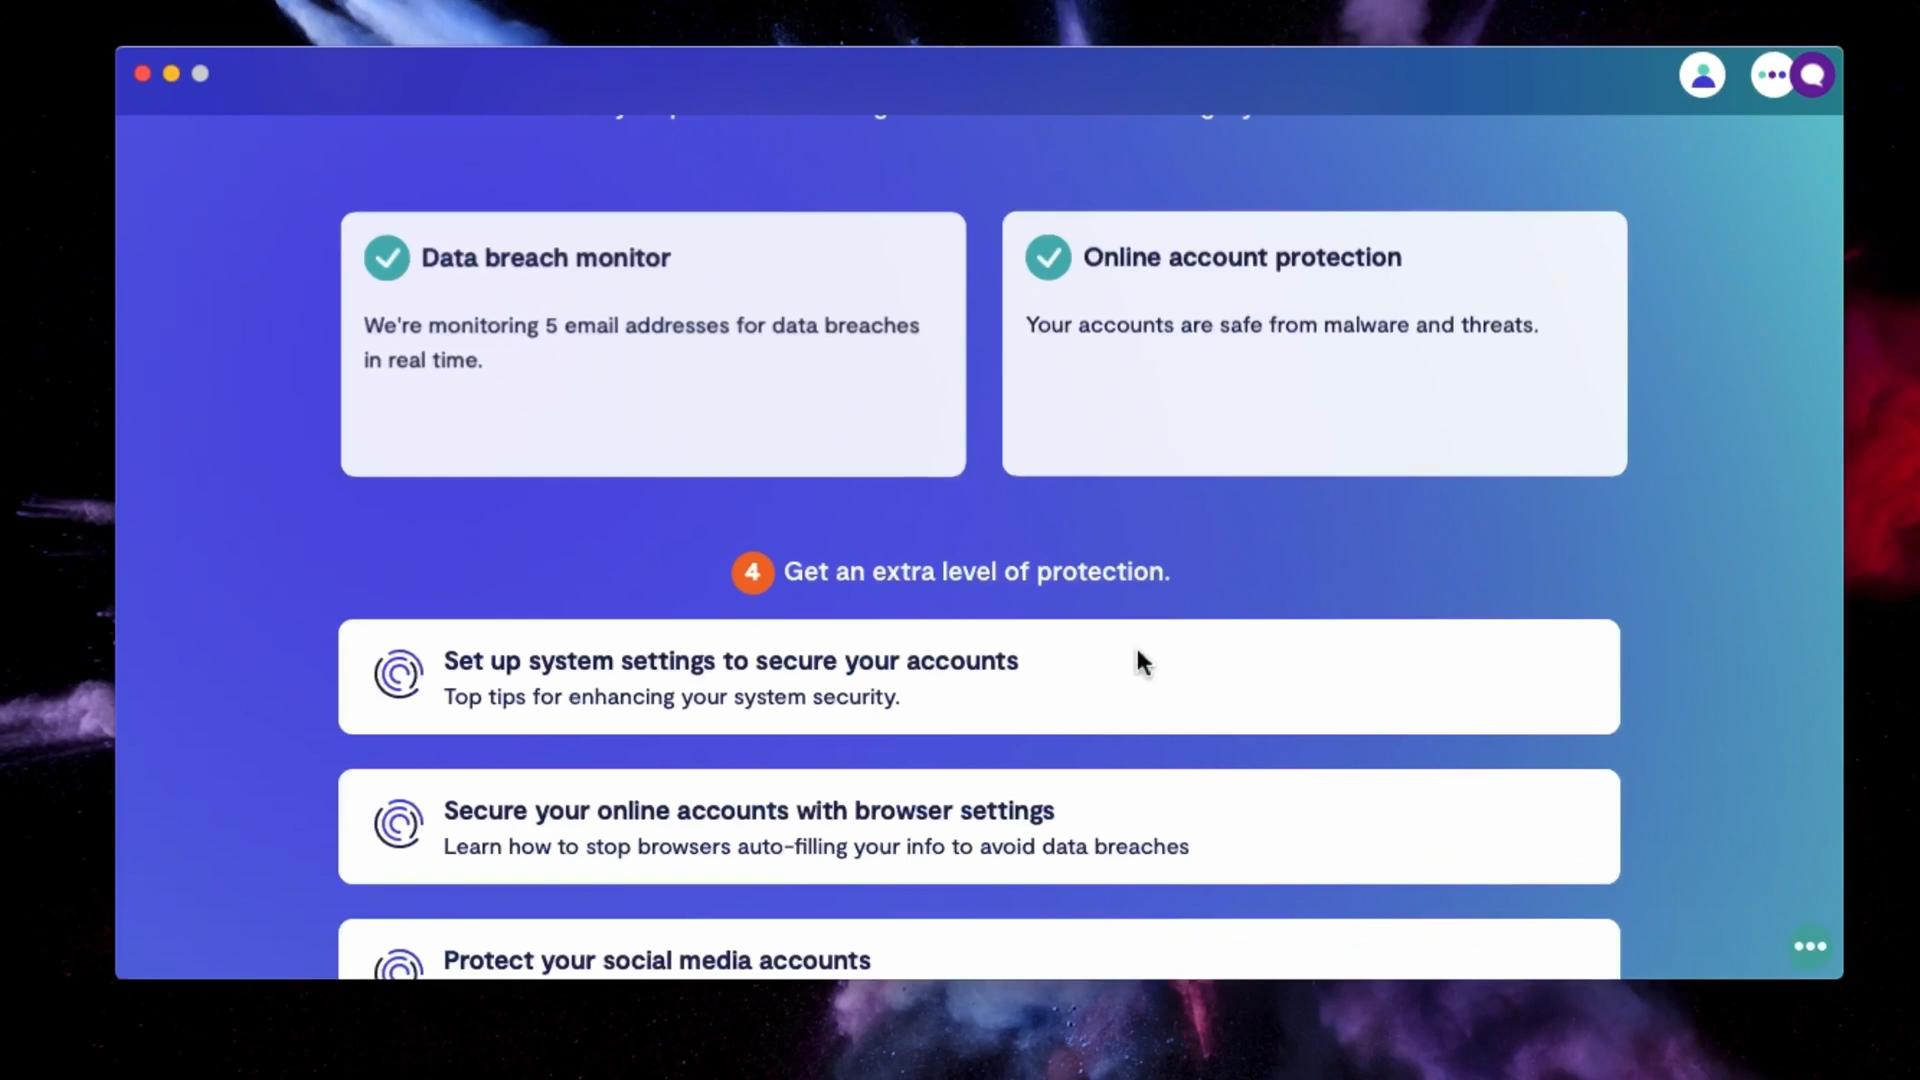 Data breach monitor
We're monitoring 5 email addresses for data breaches
in real time.
Online account protection
Your accounts are safe from malware and threats.
4 Get an extra level of protection.
Set up system settings to secure your accounts
Top tips for enhancing your system security.
Secure your online accounts with browser settings
Learn how to stop browsers auto-filling your info to avoid data breaches
Protect your social media accounts